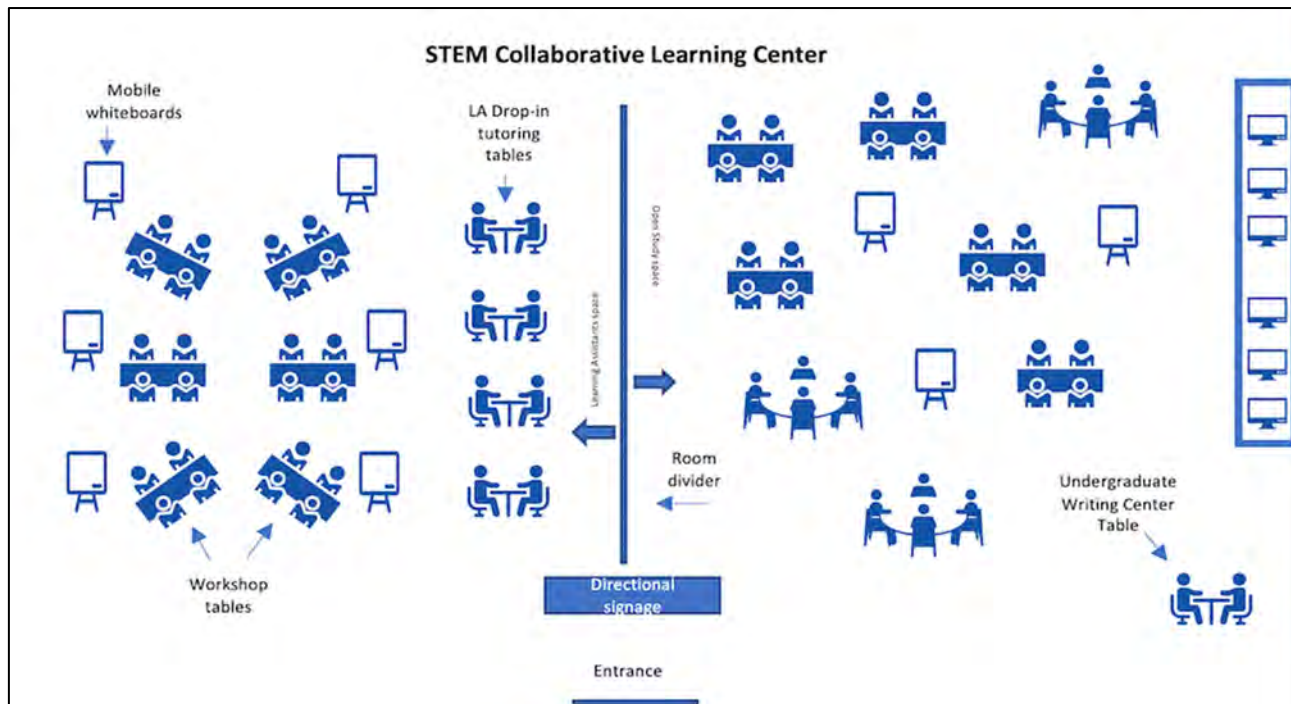 STEM Collaborative Learning Center
Mobile
whiteboards
LA Drop-in
tutoring
tables
Open Study space
Learning Assistants space
Room
divider
Undergraduate
Writing Center
Table
Workshop
tables
Directional
signage
Entrance